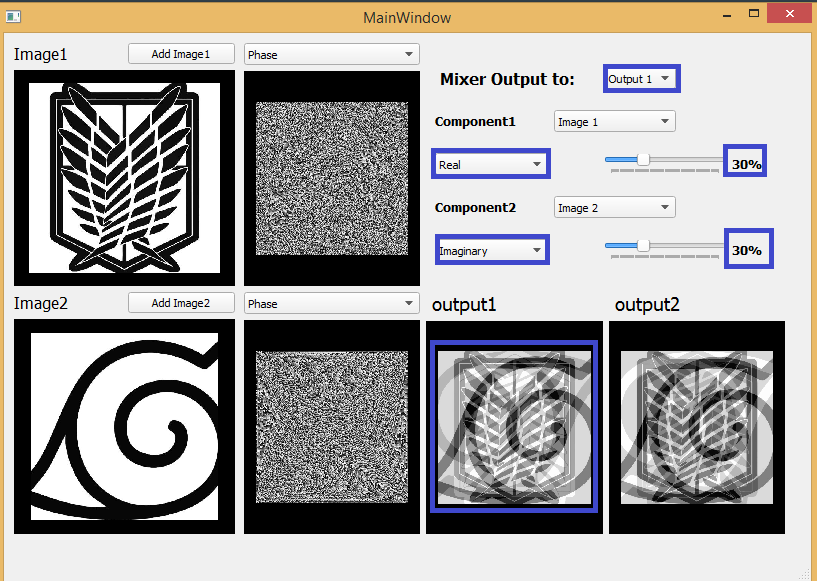 MainWindow
Image1
Add Image1
Phase
Mixer Output to:
Output 1
Component1
Image 1
Real
30%
Component2
Image 2
Imaginary
30%
Image2
Add Image2
Phase
output1
output2